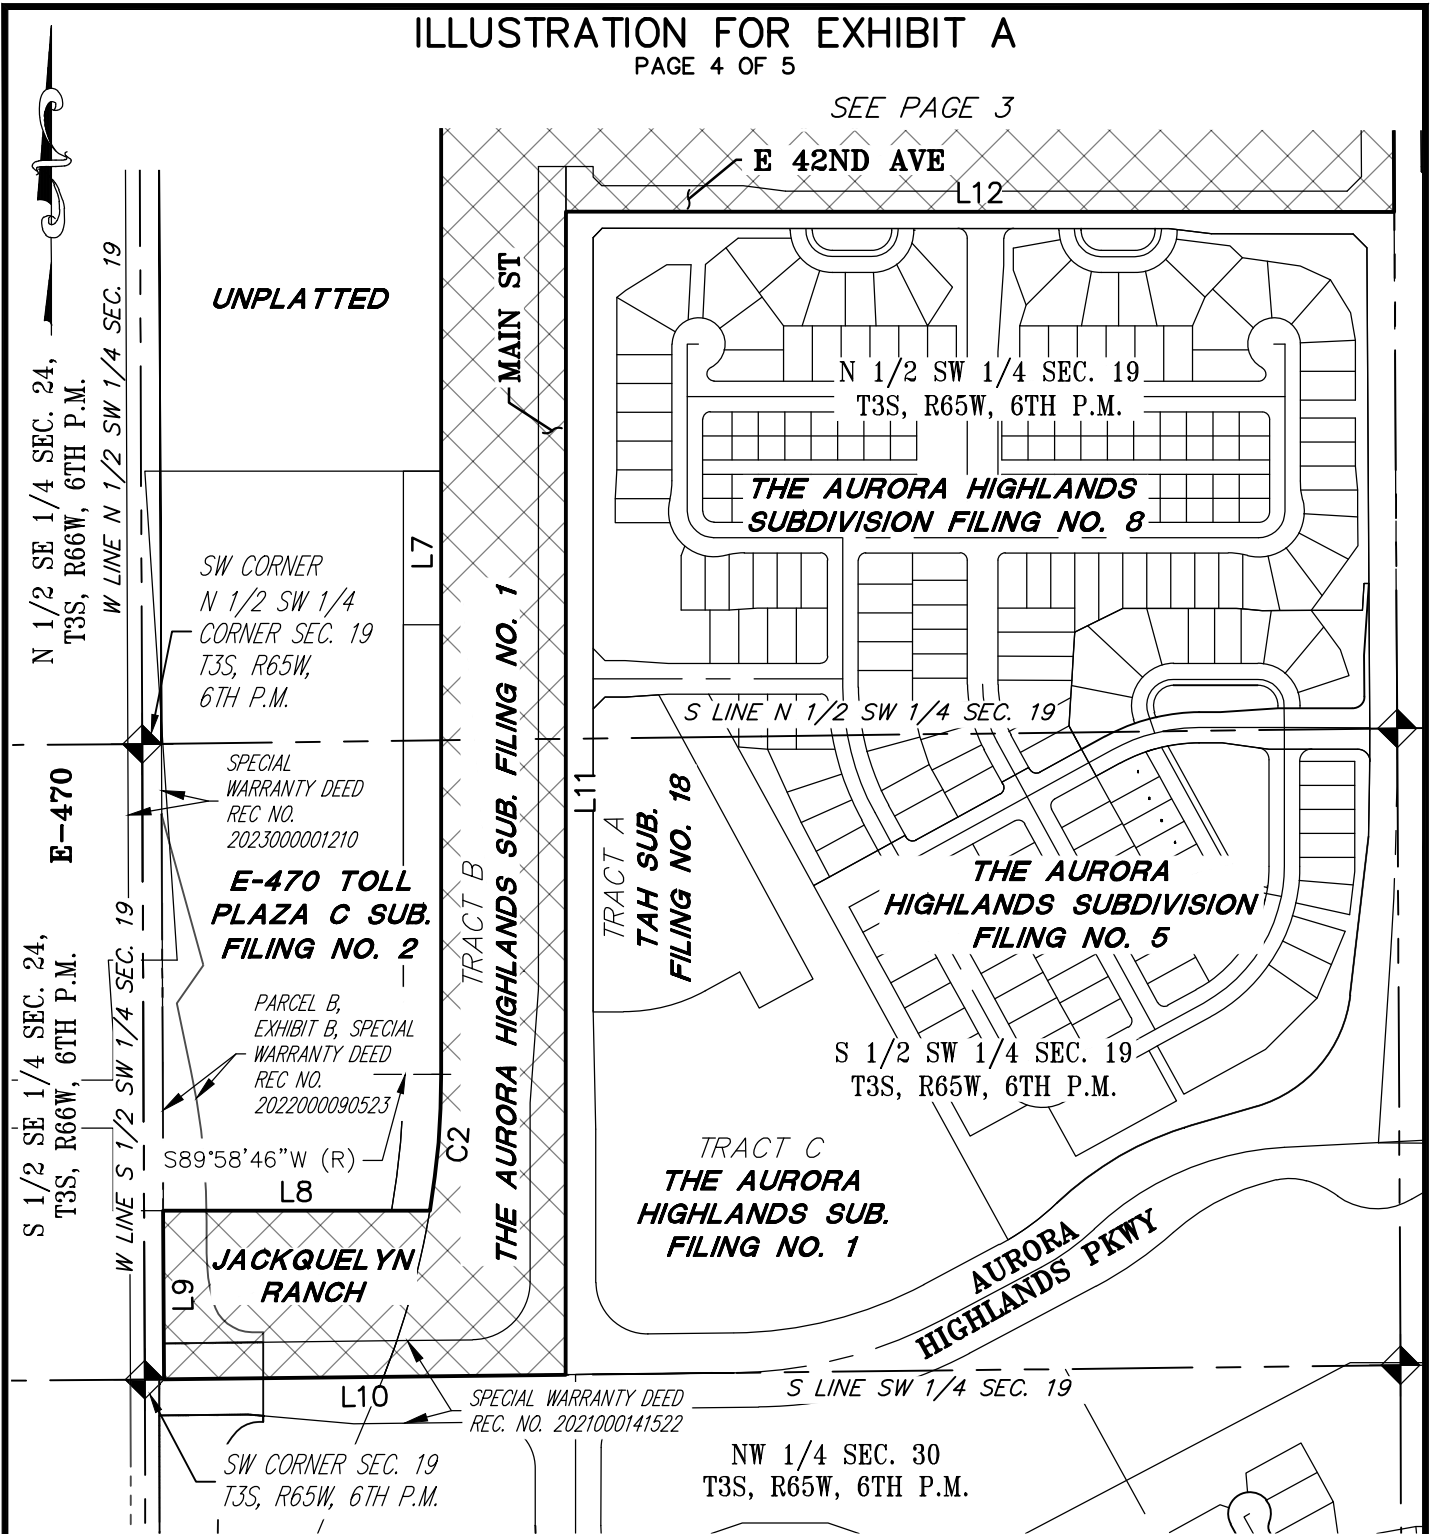 ILLUSTRATION FOR EXHIBIT A
PAGE 4 OF 5
SEE PAGE 3
E 42ND AVE
L12
MAIN ST
UNPLATTED
N 1/2 SE 1/4 SEC. 24,
T3S, R66W, 6TH P.M.
W LINE N 1/2 SW 1/4 SEC. 19
N 1/2 SW 1/4 SEC. 19
T3S, R65W, 6TH P.M.
THE AURORA HIGHLANDS
SUBDIVISION FILING NO. 8
L7
SW CORNER
N 1/2 SW 1/4
CORNER SEC. 19
T3S, R65W,
6TH P.M.
S LINE N 1/2 SW 1/4 SEC. 19
E-470
SPECIAL
WARRANTY DEED
REC NO.
2023000001210
E-470 TOLL
PLAZA C SUB.
FILING NO. 2
TRACT B
THE AURORA HIGHLANDS SUB. FILING NO. 1
L11
TRACT A
TAH SUB.
FILING NO. 18
THE AURORA
HIGHLANDS SUBDIVISION
FILING NO. 5
S 1/2 SE 1/4 SEC. 24,
T3S, R66W, 6TH P.M.
W LINE S 1/2 SW 1/4 SEC. 19
PARCEL B,
EXHIBIT B, SPECIAL
WARRANTY DEED
REC NO.
2022000090523
S 1/2 SW 1/4 SEC. 19
T3S, R65W, 6TH P.M.
S89°58'46"W (R)
C2
L8
TRACT C
THE AURORA
HIGHLANDS SUB.
FILING NO. 1
AURORA
HIGHLANDS PKWY
JACKQUELYN
RANCH
L9
L10
SPECIAL WARRANTY DEED
REC. NO. 2021000141522
S LINE SW 1/4 SEC. 19
SW CORNER SEC. 19
T3S, R65W, 6TH P.M.
NW 1/4 SEC. 30
T3S, R65W, 6TH P.M.